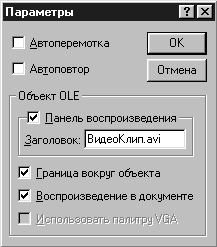 Параметры
Автоперемотка
OK
Автоповтор
Отмена
Объект OLE
Панель воспроизведения
Заголовок: ВидеоКлип.avi
Граница вокруг объекта
Воспроизведение в документе
Использовать палитру VGA